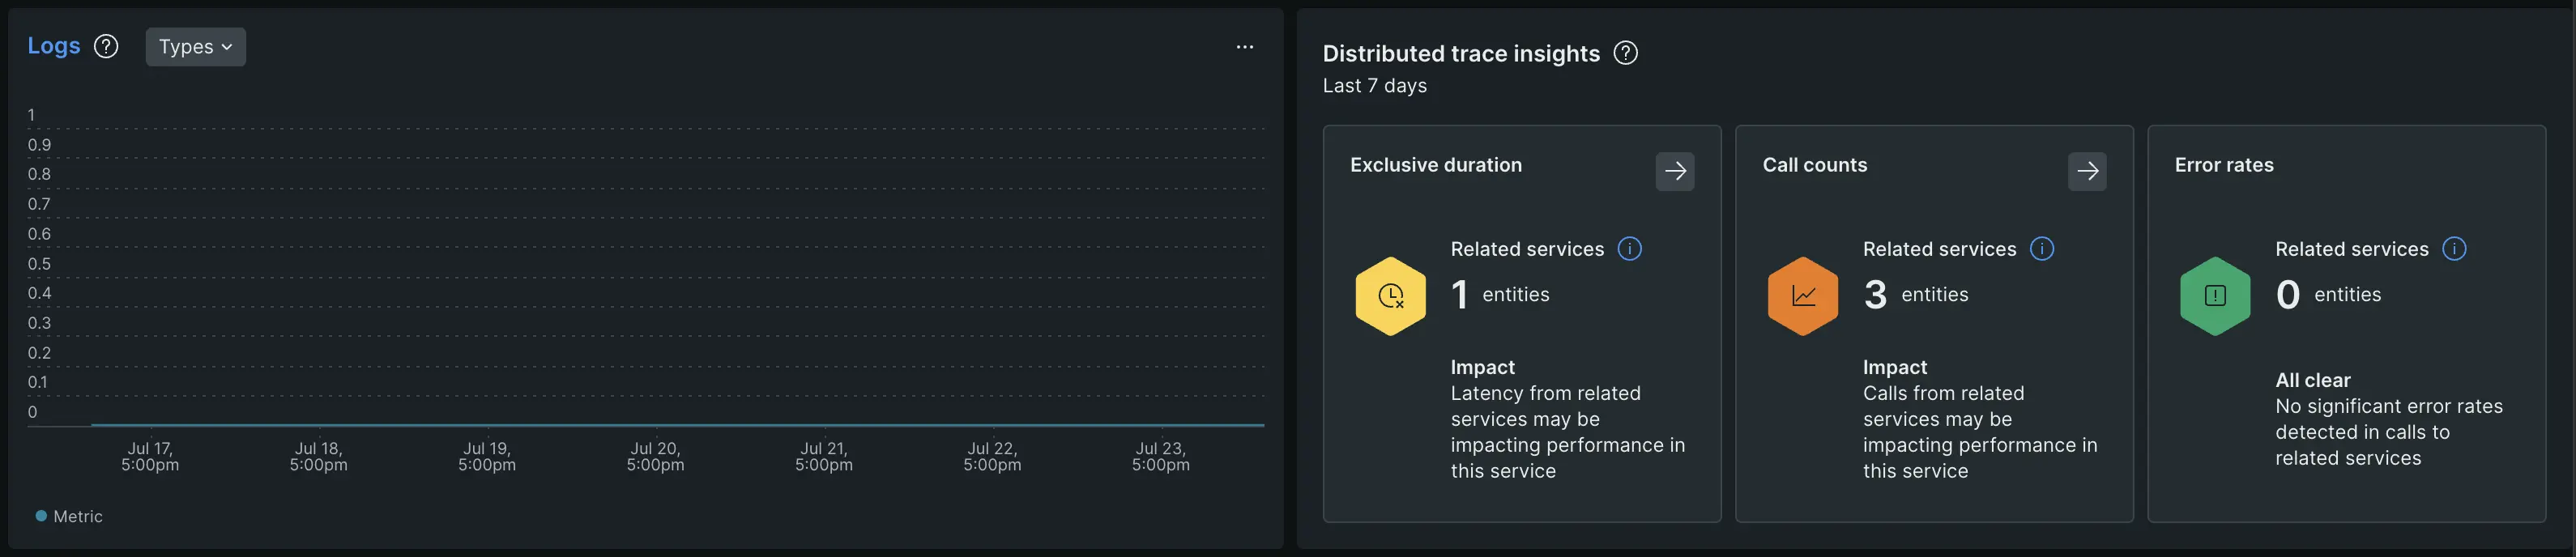 Logs
Types
1
0.9
0.8
0.7
0.6
0.5
0.4
0.3
0.2
0.1
0
Jul 17,
5:00pm
Jul 18,
5:00pm
Jul 19,
5:00pm
Jul 20,
5:00pm
Jul 21,
5:00pm
Jul 22,
5:00pm
Jul 23,
5:00pm
Metric
Distributed trace insights
Last 7 days
Exclusive duration
Related services
1 entities
Impact
Latency from related
services may be
impacting performance in
this service
Call counts
Related services
3 entities
Impact
Calls from related
services may be
impacting performance in
this service
Error rates
Related services
0 entities
All clear
No significant error rates
detected in calls to
related services